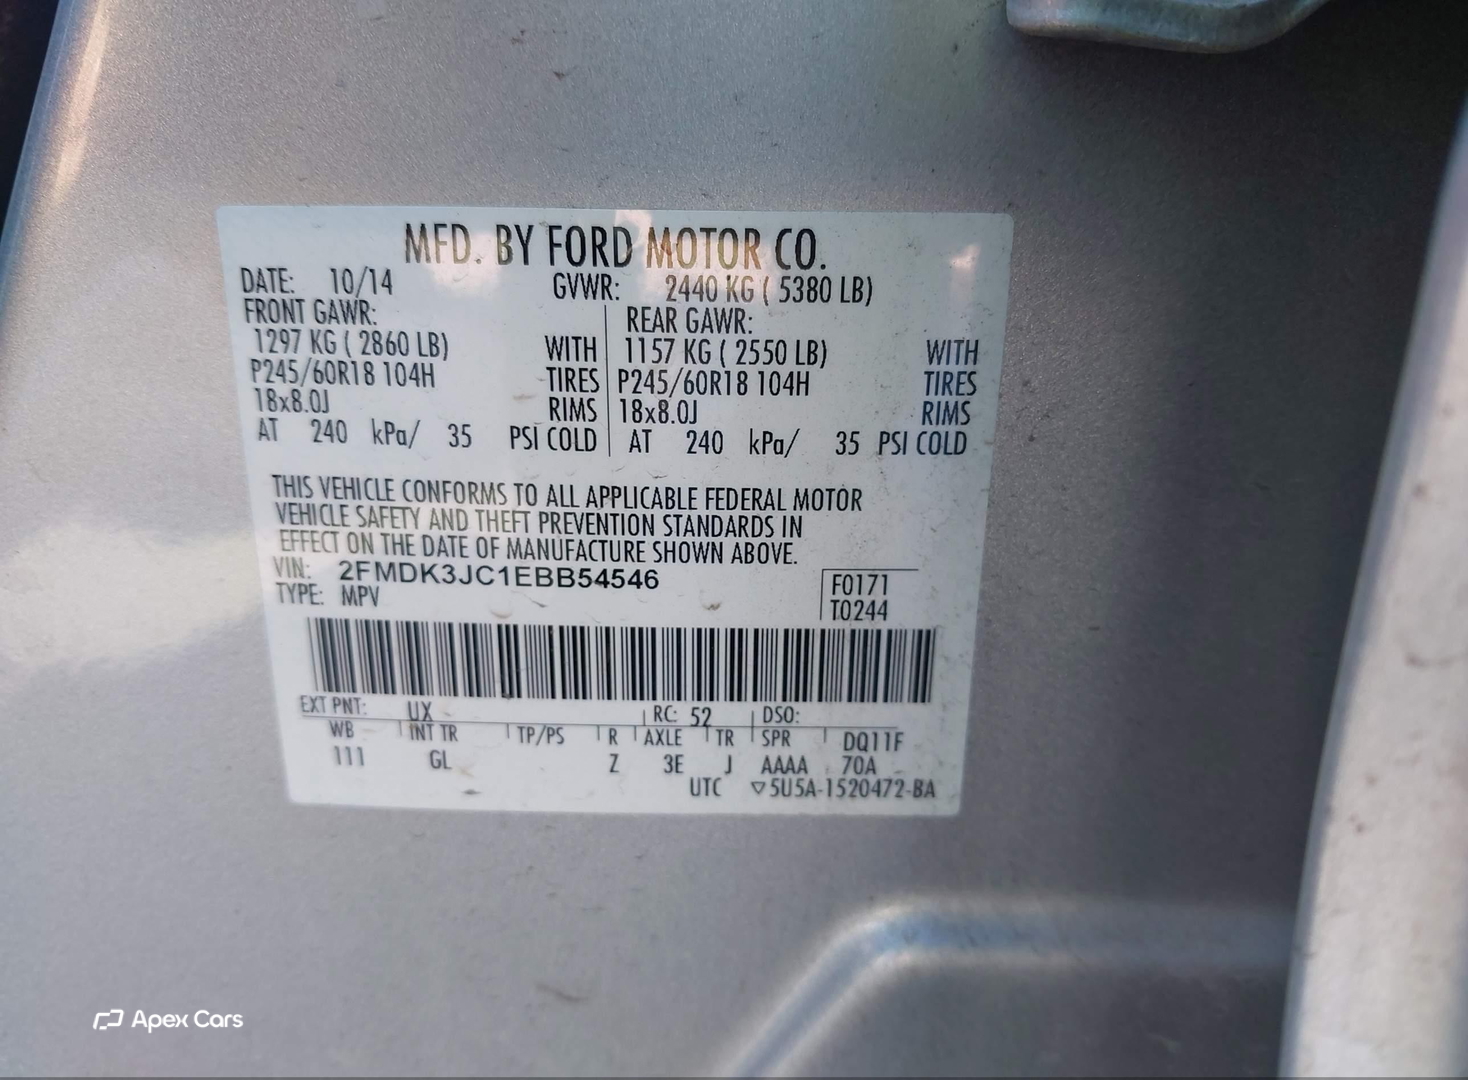 MFD. BY FORD MOTOR CO.
DATE: 10/14 GVWR: 2440 KG ( 5380 LB)
FRONT GAWR: REAR GAWR:
1297 KG ( 2860 LB) WITH 1157 KG ( 2550 LB) WITH
P245/60R18 104H TIRES P245/60R18 104H TIRES
18x8.0J RIMS 18x8.0J RIMS
AT 240 kPa/ 35 PSI COLD AT 240 kPa/ 35 PSI COLD
THIS VEHICLE CONFORMS TO ALL APPLICABLE FEDERAL MOTOR
VEHICLE SAFETY AND THEFT PREVENTION STANDARDS IN
EFFECT ON THE DATE OF MANUFACTURE SHOWN ABOVE.
VIN: 2FMDK3JC1EBB54546
TYPE: MPV
F0171
T0244
EXT PNT: UX RC: 52 DSO:
WB INT TR TP/PS R AXLE TR SPR DQ11F
111 GL Z 3E J AAAA 70A
UTC ▽5U5A-1520472-BA
Apex Cars